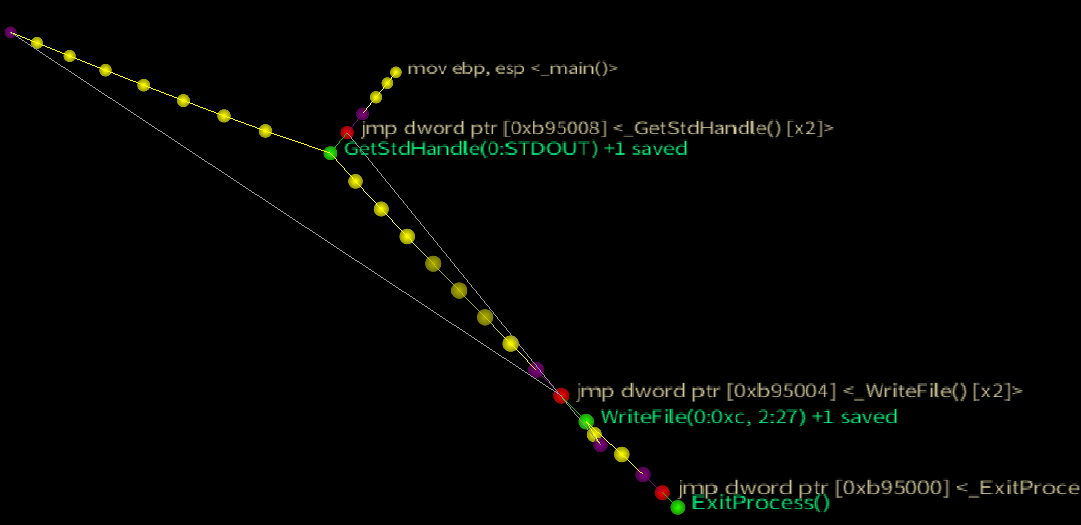 mov ebp, esp <_main()>
jmp dword ptr [0xb95008] <_GetStdHandle() [x2]>
GetStdHandle(0:STDOUT) +1 saved
jmp dword ptr [0xb95004] <_WriteFile() [x2]>
WriteFile(0:0xc, 2:27) +1 saved
jmp dword ptr [0xb95000] <_ExitProce
ExitProcess()